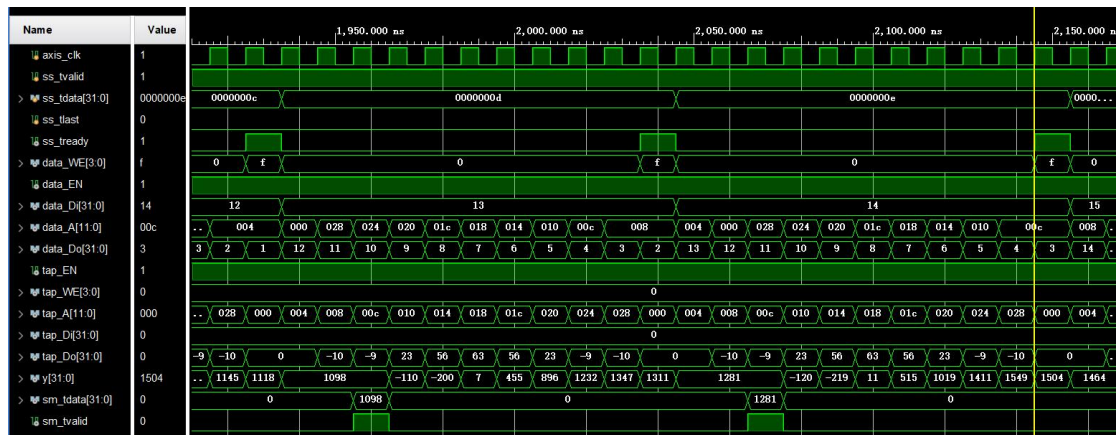 Name Value 1,950.000 ns 2,000.000 ns 2,050.000 ns 2,100.000 ns 2,150.000 n
axis_clk 1
ss_tvalid 1
ss_tdata[31:0] 0000000e 0000000c 0000000d 0000000e 0000...
ss_tlast 0
ss_tready 1
data_WE[3:0] f 0 f 0 f 0 f 0
data_EN 1
data_Di[31:0] 14 12 13 14 15
data_A[11:0] 00c .. 004 000 028 024 020 01c 018 014 010 00c 008 004 000 028 024 020 01c 018 014 010 00c 008 .
data_Do[31:0] 3 3 2 1 12 11 10 9 8 7 6 5 4 3 2 13 12 11 10 9 8 7 6 5 4 3 14 .
tap_EN 1
tap_WE[3:0] 0 0
tap_A[11:0] 000 .. 028 000 004 008 00c 010 014 018 01c 020 024 028 000 004 008 00c 010 014 018 01c 020 024 028 000 004 .
tap_Di[31:0] 0 0
tap_Do[31:0] 0 -9 -10 0 -10 -9 23 56 63 56 23 -9 -10 0 -10 -9 23 56 63 56 23 -9 -10 0 .
y[31:0] 1504 .. 1145 1118 1098 -110 -200 7 455 896 1232 1347 1311 1281 -120 -219 11 515 1019 1411 1549 1504 1464
sm_tdata[31:0] 0 0 1098 0 1281 0
sm_tvalid 0